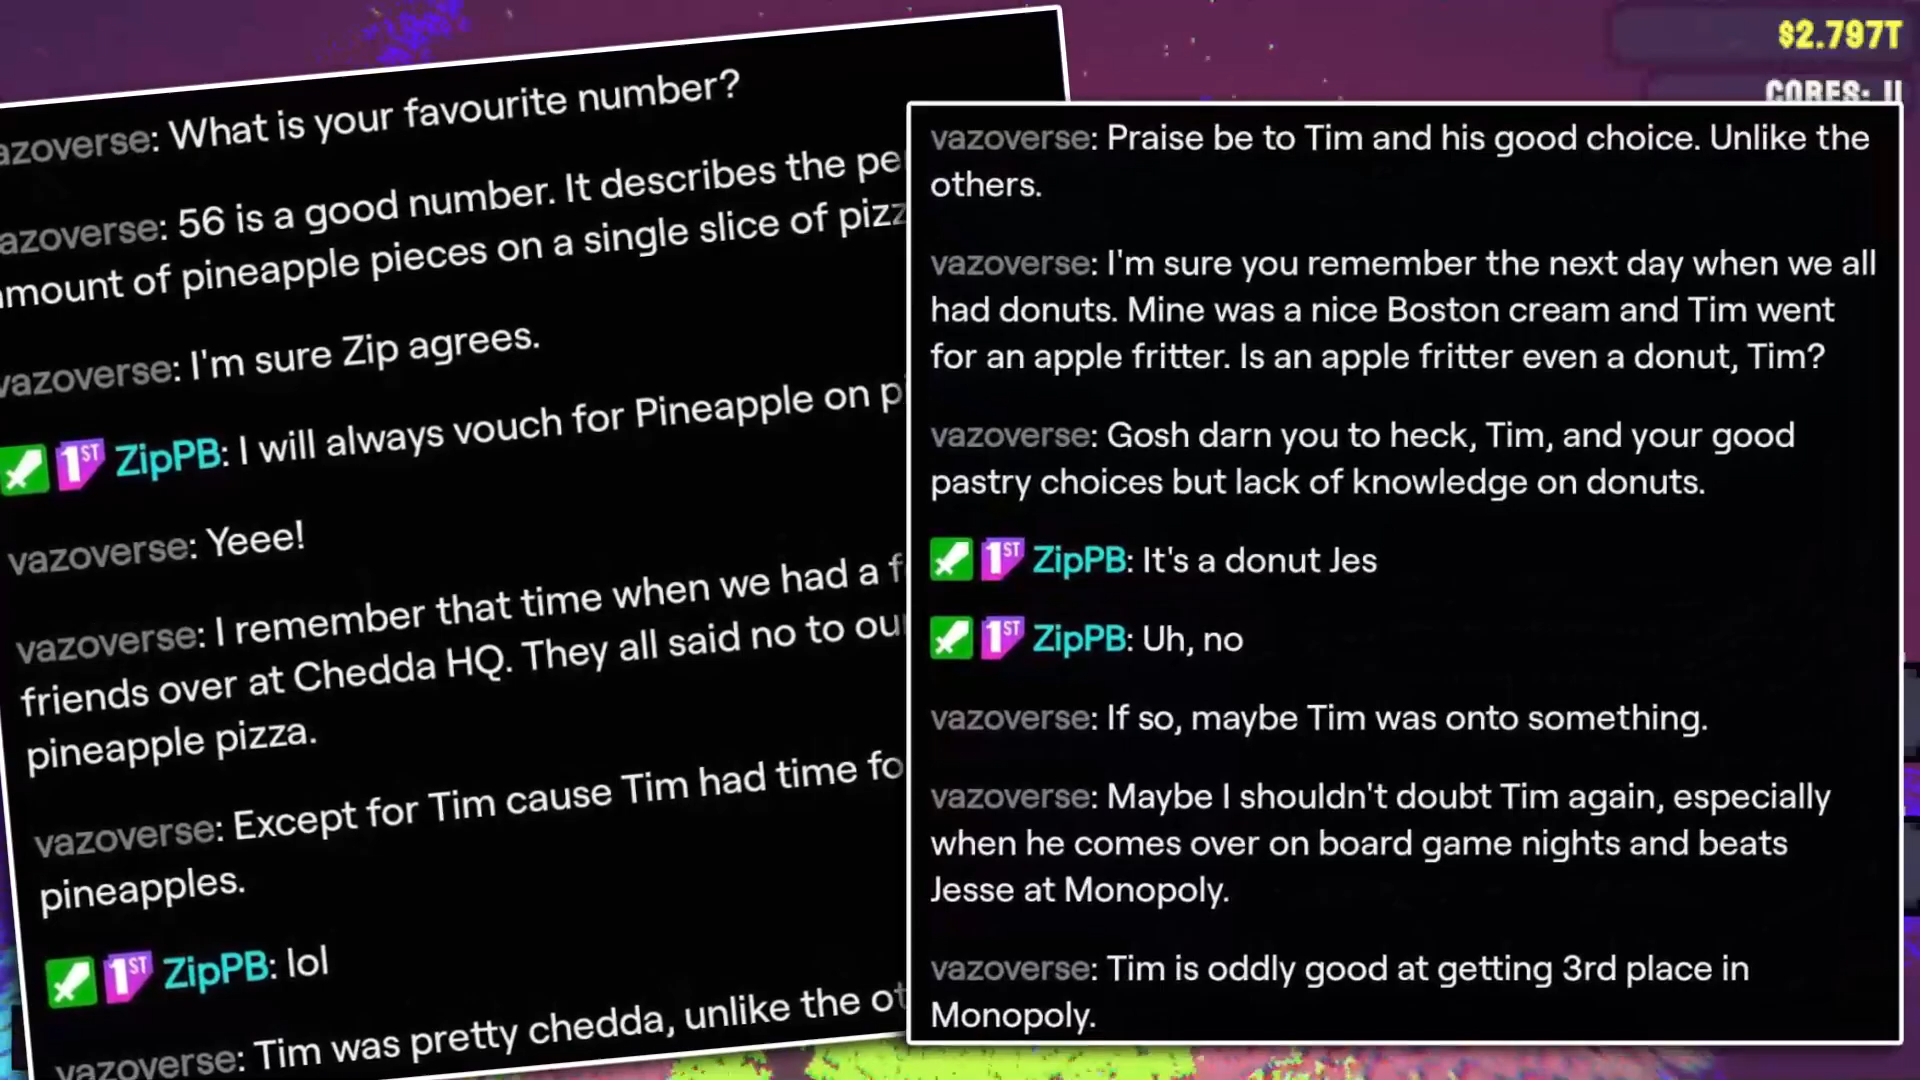 $2.797T
CORES: 11
azoverse: What is your favourite number?
azoverse: 56 is a good number. It describes the
mount of pineapple pieces on a single slice of
vazoverse: I'm sure Zip agrees.
1ST ZipPB: I will always vouch for Pineapple on
vazoverse: Yeee!
vazoverse: I remember that time when we had a
friends over at Chedda HQ. They all said no to
pineapple pizza.
vazoverse: Except for Tim cause Tim had time
pineapples.
1ST ZipPB: lol
vazoverse: Tim was pretty chedda, unlike the
vazoverse: Praise be to Tim and his good choice. Unlike the
others.
vazoverse: I'm sure you remember the next day when we all
had donuts. Mine was a nice Boston cream and Tim went
for an apple fritter. Is an apple fritter even a donut, Tim?
vazoverse: Gosh darn you to heck, Tim, and your good
pastry choices but lack of knowledge on donuts.
1ST ZipPB: It's a donut Jes
1ST ZipPB: Uh, no
vazoverse: If so, maybe Tim was onto something.
vazoverse: Maybe I shouldn't doubt Tim again, especially
when he comes over on board game nights and beats
Jesse at Monopoly.
vazoverse: Tim is oddly good at getting 3rd place in
Monopoly.